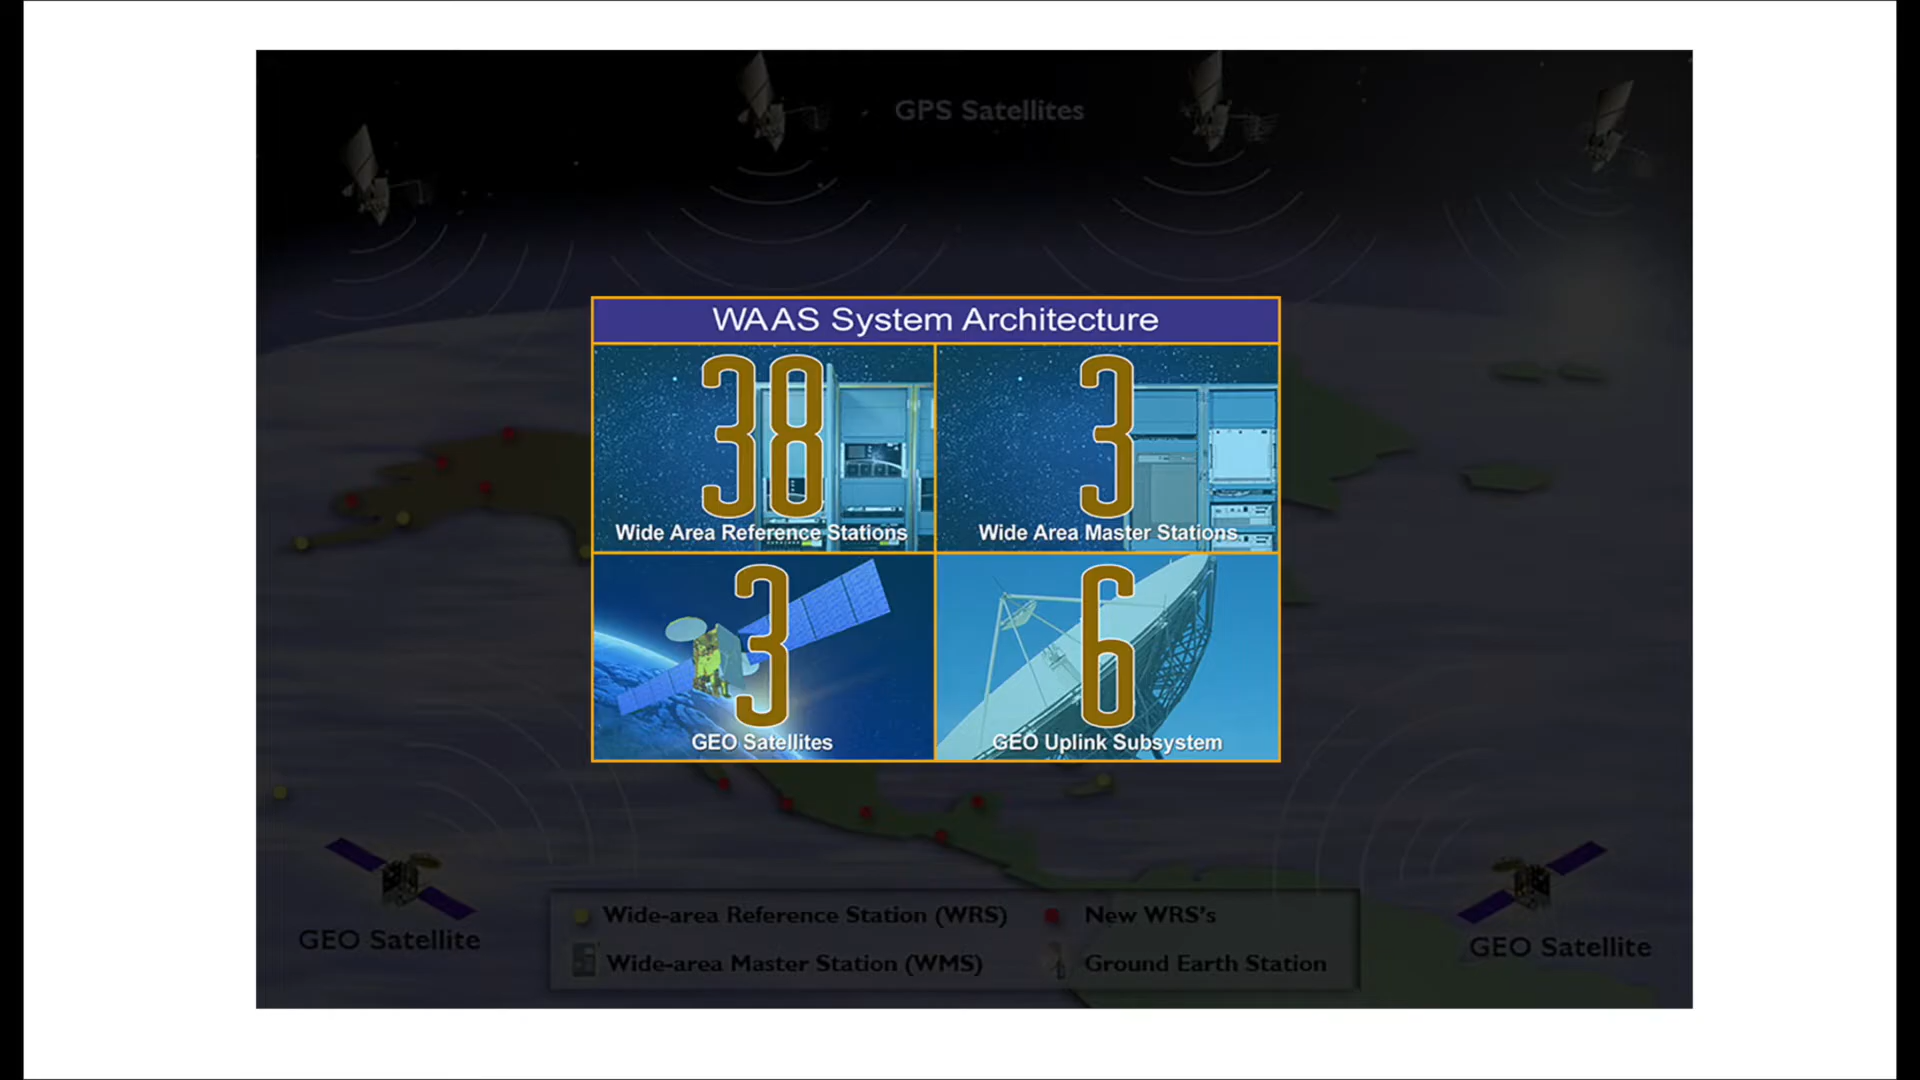 GPS Satellites
WAAS System Architecture
38
Wide Area Reference Stations
3
Wide Area Master Stations
3
GEO Satellites
6
GEO Uplink Subsystem
GEO Satellite
GEO Satellite
Wide-area Reference Station (WRS)
New WRS's
Wide-area Master Station (WMS)
Ground Earth Station